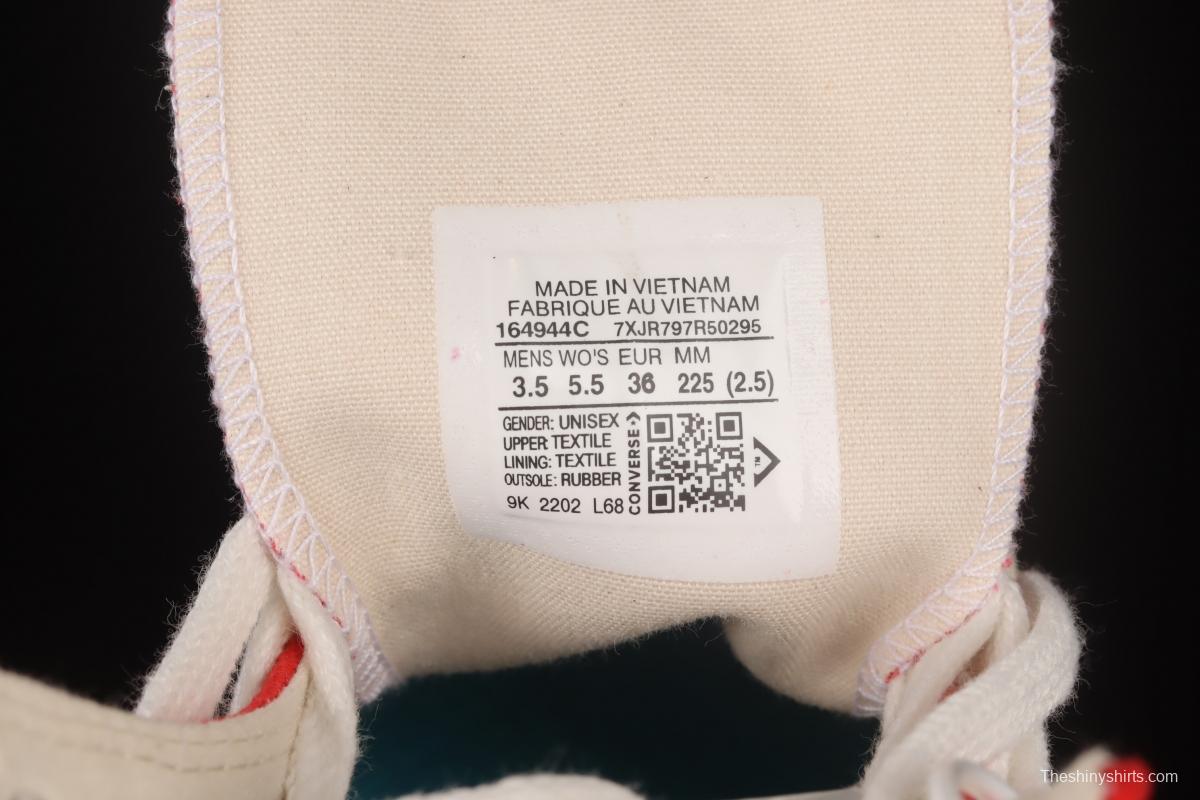 MADE IN VIETNAM
FABRIQUE AU VIETNAM
164944C 7XJR797R50295
MENS WO'S EUR MM
3.5 5.5 36 225 (2.5)
GENDER: UNISEX
UPPER: TEXTILE
LINING: TEXTILE
OUTSOLE: RUBBER
9K 2202 L68
CONVERSE
TM
Theshinyshirts.com